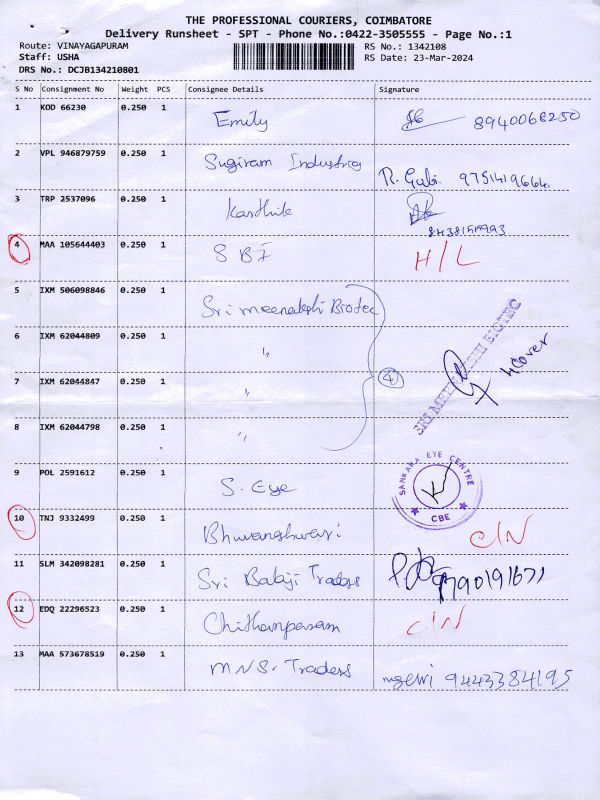 THE PROFESSIONAL COURIERS, COIMBATORE
Delivery Runsheet - SPT - Phone No.:0422-3505555 - Page No.:1
Route: VINAYAGAPURAM RS No.: 1342108
Staff: USHA RS Date: 23-Mar-2024
DRS No.: DCJB134210801
S No Consignment No Weight PCS Consignee Details Signature
1 KOD 66230 0.250 1 Emily
2 VPL 946879759 0.250 1 Sugiram Industries
R. Gubi. 9751419664.
3 TRP 2537096 0.250 1 Karthik
4 MAA 105644403 0.250 1 SBI H/L
5 IXM 506098846 0.250 1 Sri meenakshi Biotec
6 IXM 62044809 0.250 1 "
SRI MEENAKSHI BIOTEC
4 Cover
7 IXM 62044847 0.250 1 " 4
8 IXM 62044798 0.250 1 "
9 POL 2591612 0.250 1 S. Eye
SANKARA EYE CENTRE
CBE
10 TNJ 9332499 0.250 1 Bhuvaneshwari C/N
11 SLM 342098281 0.250 1 Sri Balaji Traders
12 EDQ 22296523 0.250 1 Chithamparam C/N
13 MAA 573678519 0.250 1 M N S. Traders 9443384195